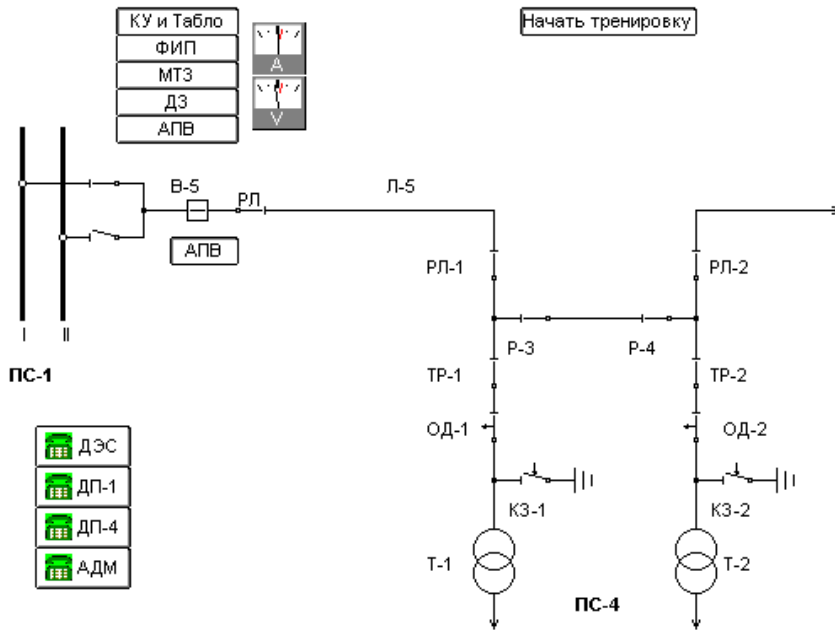 КУ и Табло
Начать тренировку
ФИП
МТЗ
ДЗ
АПВ
A
V
В-5
РЛ
Л-5
АПВ
РЛ-1
РЛ-2
I
II
Р-3
Р-4
ПС-1
ТР-1
ТР-2
ОД-1
ОД-2
ДЭС
ДП-1
ДП-4
АДМ
КЗ-1
КЗ-2
Т-1
Т-2
ПС-4